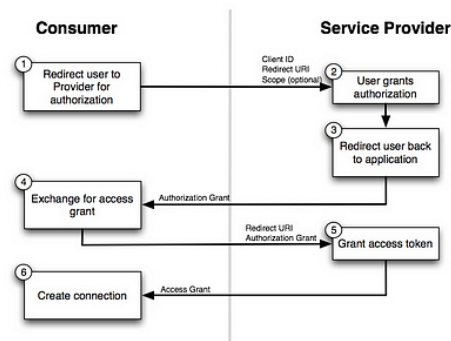 Consumer
Service Provider
1
Redirect user to
Provider for
authorization
Client ID
Redirect URI
Scope (optional)
2
User grants
authorization
3
Redirect user back
to application
4
Exchange for access
grant
Authorization Grant
Redirect URI
Authorization Grant
5
Grant access token
6
Create connection
Access Grant